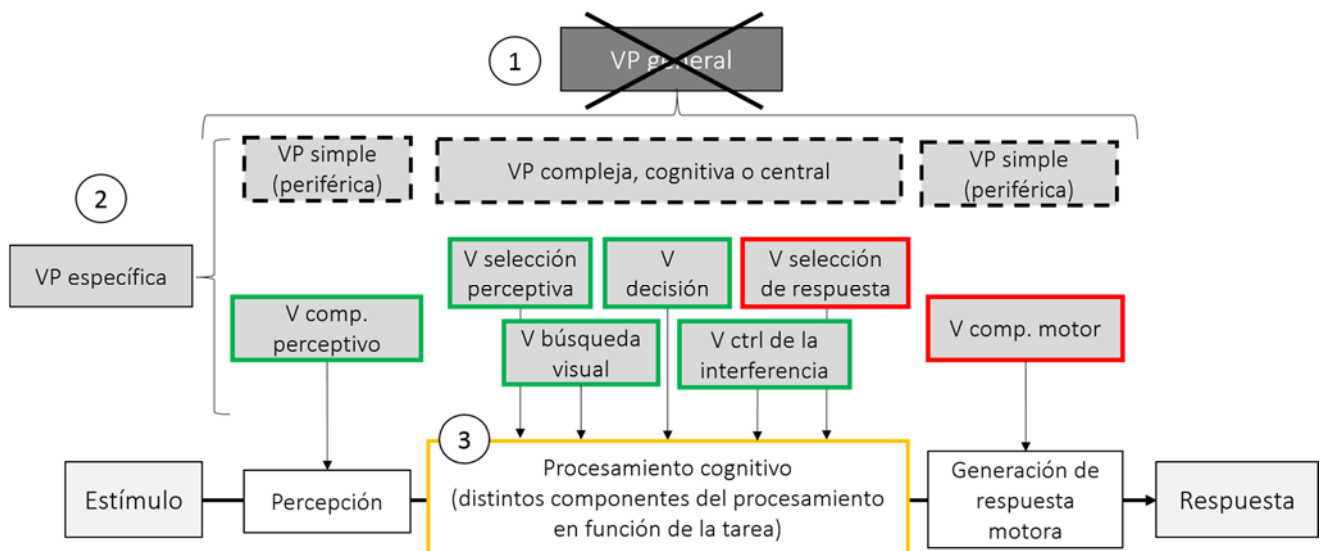 1
VP general
VP simple
(periférica)
VP compleja, cognitiva o central
VP simple
(periférica)
2
VP específica
V selección
perceptiva
V
decisión
V selección
de respuesta
V comp.
perceptivo
V búsqueda
visual
V ctrl de la
interferencia
V comp. motor
3
Estímulo
Percepción
Procesamiento cognitivo
(distintos componentes del procesamiento
en función de la tarea)
Generación de
respuesta
motora
Respuesta